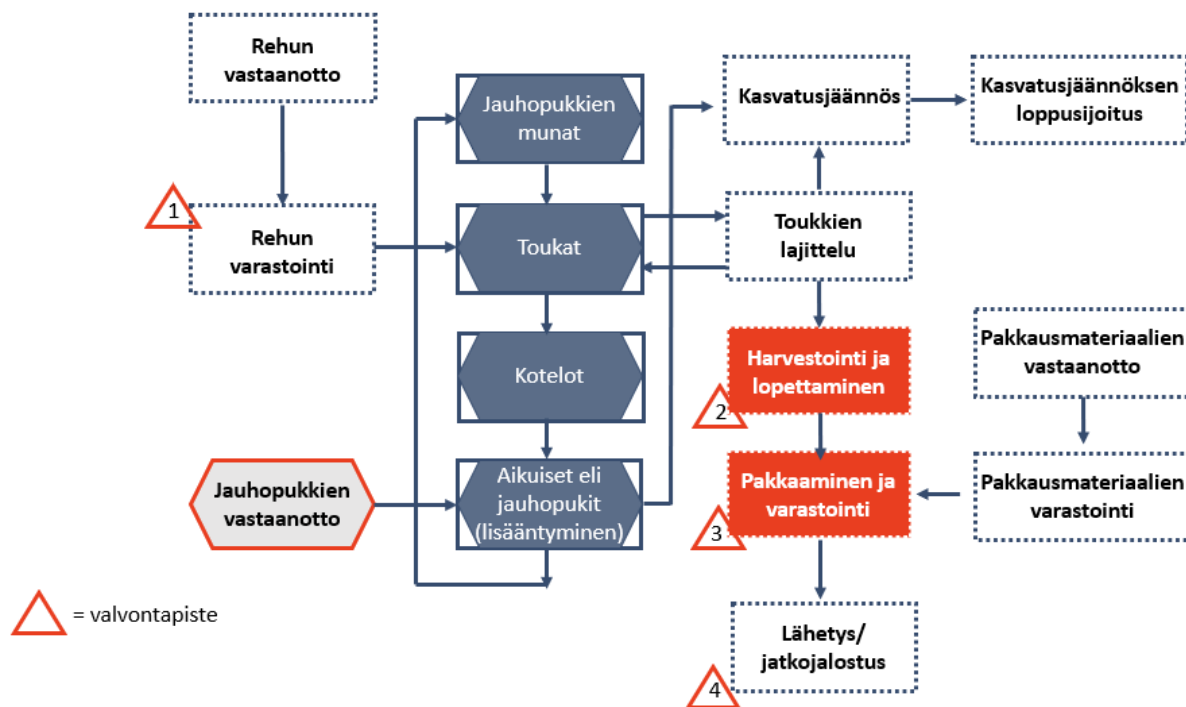 Rehun
vastaanotto
1
Rehun
varastointi
Jauhopukkien
vastaanotto
Jauhopukkien
munat
Toukat
Kotelot
Aikuiset eli
jauhopukit
(lisääntyminen)
Kasvatusjäännös
Kasvatusjäännöksen
loppusijoitus
Toukkien
lajittelu
Harvestointi ja
lopettaminen
2
Pakkaaminen ja
varastointi
3
Pakkausmateriaalien
vastaanotto
Pakkausmateriaalien
varastointi
Lähetys/
jatkojalostus
4
= valvontapiste